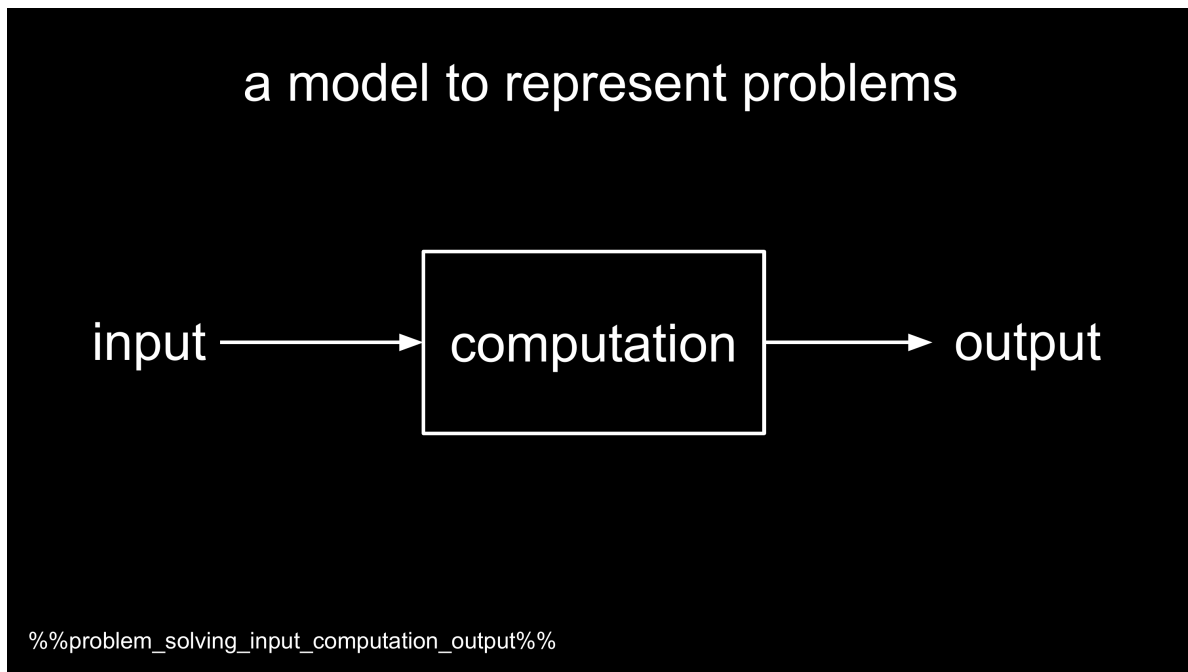 a model to represent problems
input
computation
output
%%problem_solving_input_computation_output%%